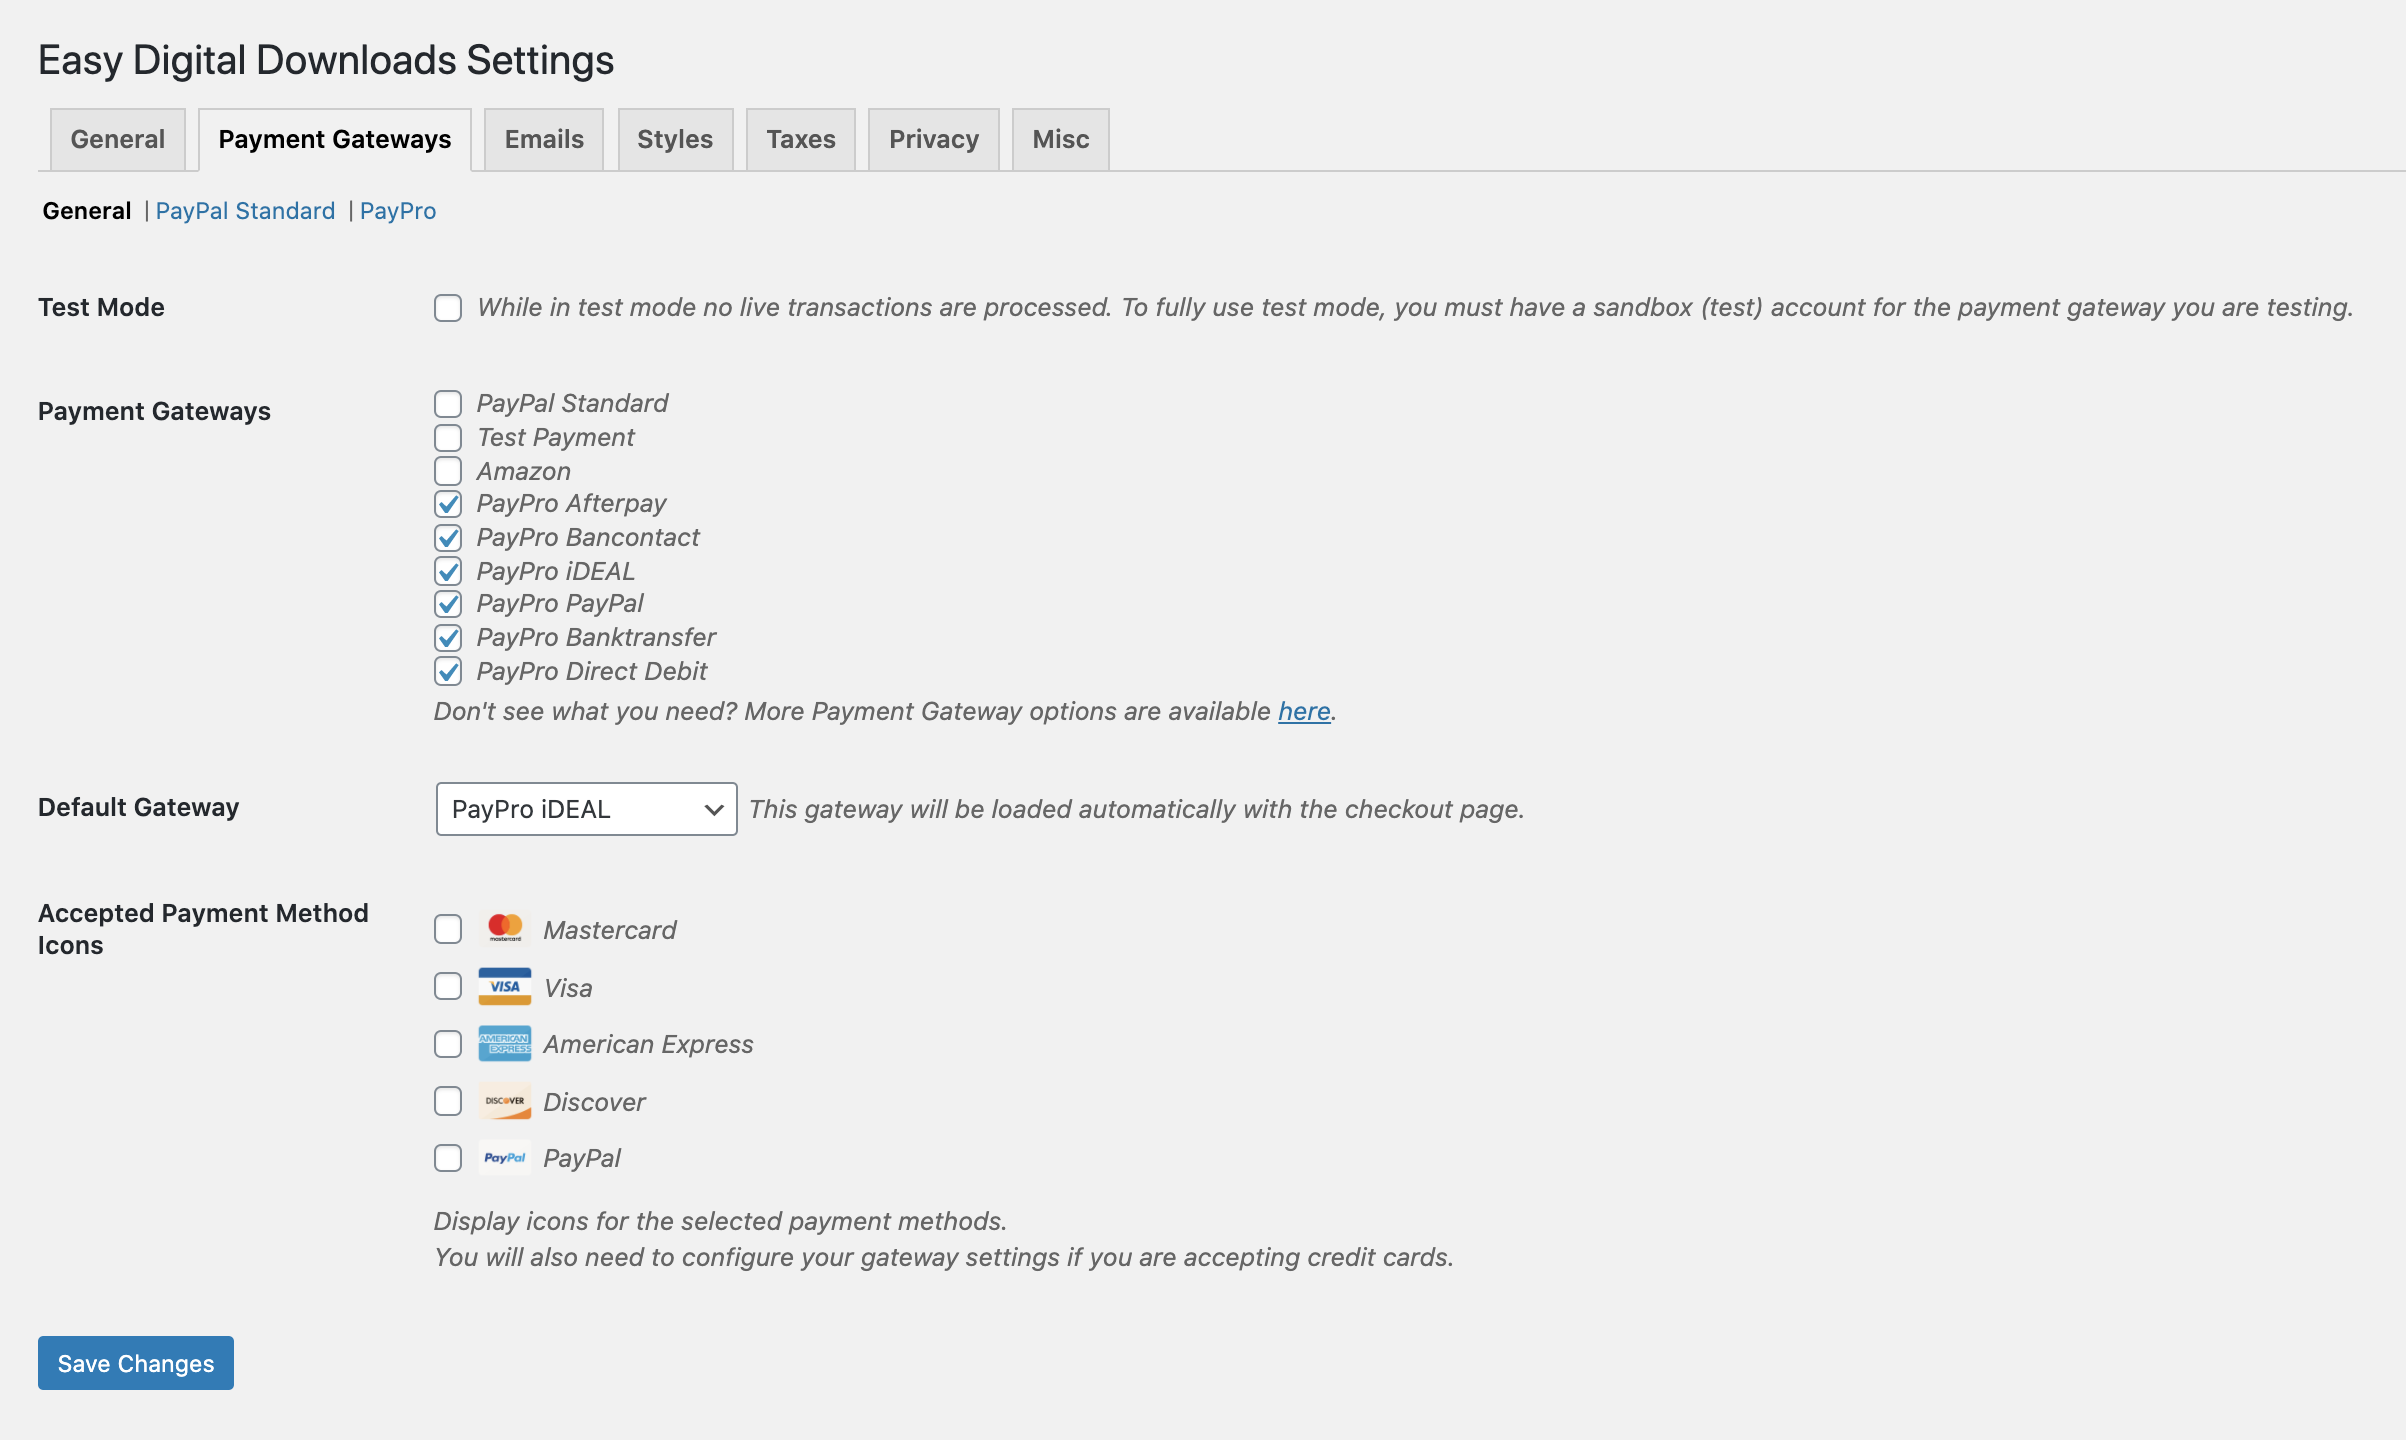 Easy Digital Downloads Settings
General Payment Gateways Emails Styles Taxes Privacy Misc
General | PayPal Standard | PayPro
Test Mode While in test mode no live transactions are processed. To fully use test mode, you must have a sandbox (test) account for the payment gateway you are testing.
Payment Gateways PayPal Standard
Test Payment
Amazon
PayPro Afterpay
PayPro Bancontact
PayPro iDEAL
PayPro PayPal
PayPro Banktransfer
PayPro Direct Debit
Don't see what you need? More Payment Gateway options are available here.
Default Gateway PayPro iDEAL This gateway will be loaded automatically with the checkout page.
Accepted Payment Method
Icons
mastercard Mastercard
VISA Visa
AMERICAN
EXPRESS American Express
DISCOVER Discover
PayPal PayPal
Display icons for the selected payment methods.
You will also need to configure your gateway settings if you are accepting credit cards.
Save Changes